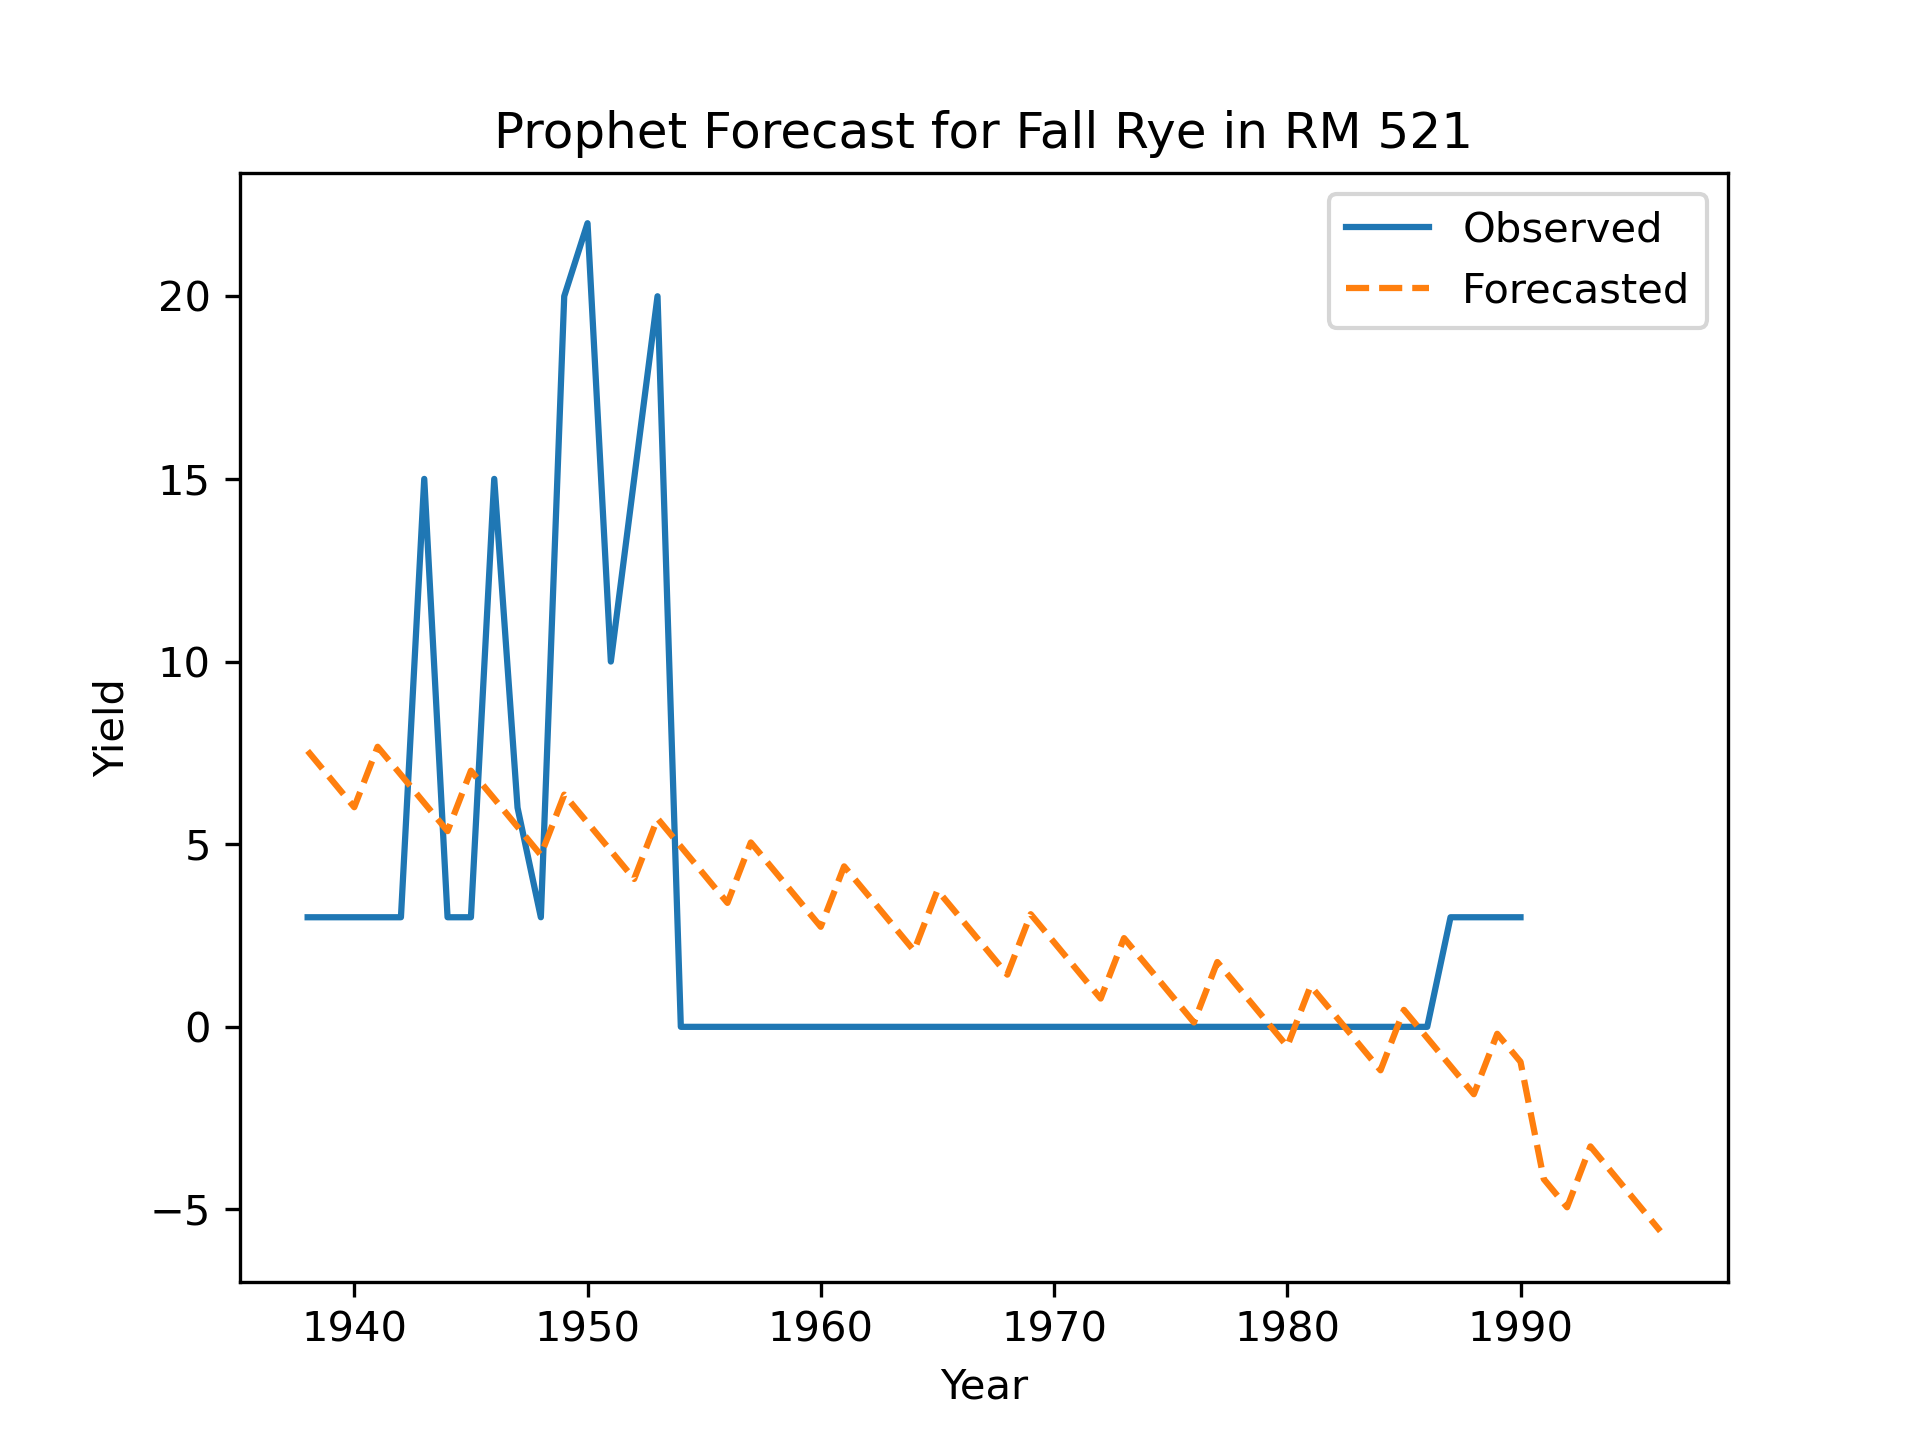 Prophet Forecast for Fall Rye in RM 521
Observed
Forecasted
20
15
10
5
0
−5
Yield
1940 1950 1960 1970 1980 1990
Year